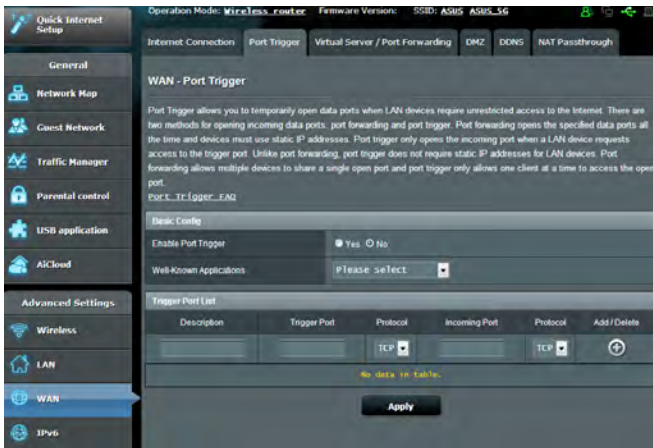 Quick Internet Setup
Operation Mode: Wireless router Firmware Version: SSID: ASUS ASUS_5G
Internet Connection Port Trigger Virtual Server / Port Forwarding DMZ DDNS NAT Passthrough
General
Network Map
Guest Network
Traffic Manager
Parental control
USB application
AiCloud
Advanced Settings
Wireless
LAN
WAN
IPv6
WAN - Port Trigger
Port Trigger allows you to temporarily open data ports when LAN devices require unrestricted access to the Internet. There are
two methods for opening incoming data ports: port forwarding and port trigger. Port forwarding opens the specified data ports all
the time and devices must use static IP addresses. Port trigger only opens the incoming port when a LAN device requests
access to the trigger port. Unlike port forwarding, port trigger does not require static IP addresses for LAN devices. Port
forwarding allows multiple devices to share a single open port and port trigger only allows one client at a time to access the open
port.
Port Trigger FAQ
Basic Config
Enable Port Trigger Yes No
Well-Known Applications Please select
Trigger Port List
Description Trigger Port Protocol Incoming Port Protocol Add / Delete
TCP TCP
No data in table.
Apply